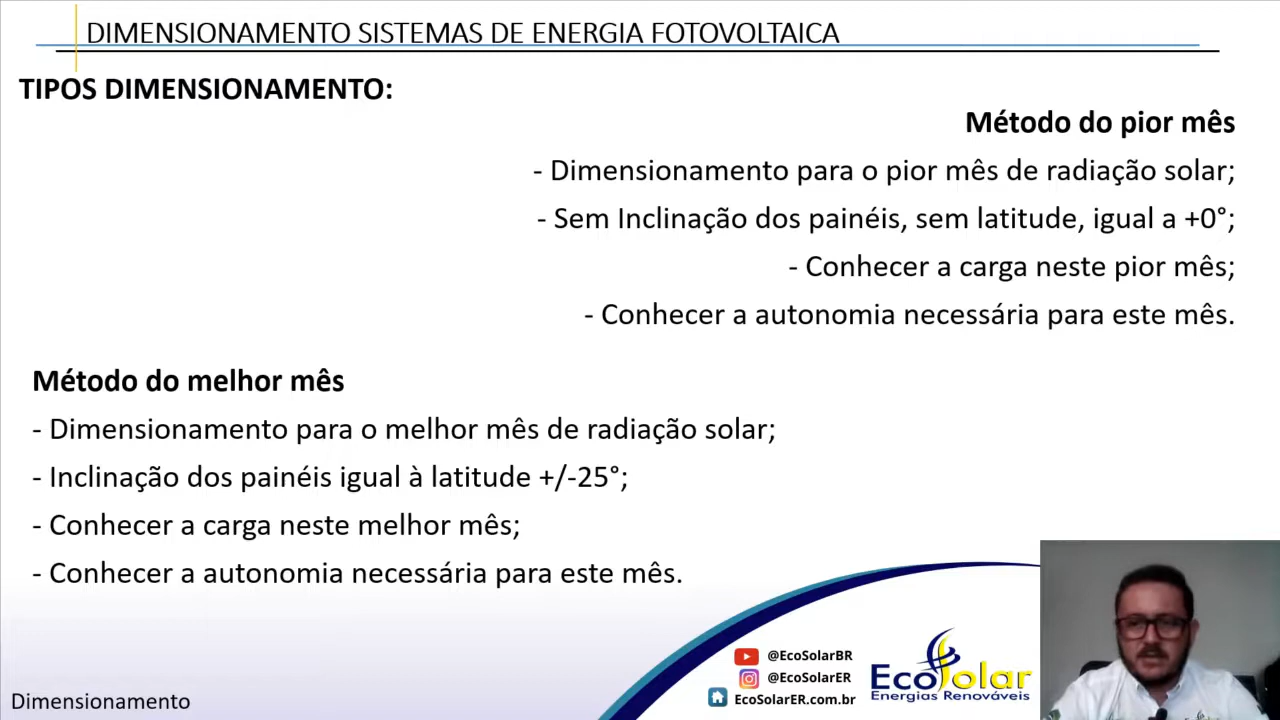 DIMENSIONAMENTO SISTEMAS DE ENERGIA FOTOVOLTAICA
TIPOS DIMENSIONAMENTO:
Método do pior mês
- Dimensionamento para o pior mês de radiação solar;
- Sem Inclinação dos painéis, sem latitude, igual a +0°;
- Conhecer a carga neste pior mês;
- Conhecer a autonomia necessária para este mês.
Método do melhor mês
- Dimensionamento para o melhor mês de radiação solar;
- Inclinação dos painéis igual à latitude +/-25°;
- Conhecer a carga neste melhor mês;
- Conhecer a autonomia necessária para este mês.
@EcoSolarBR
@EcoSolarER
EcoSolarER.com.br
EcoSolar
Energias Renováveis
Dimensionamento